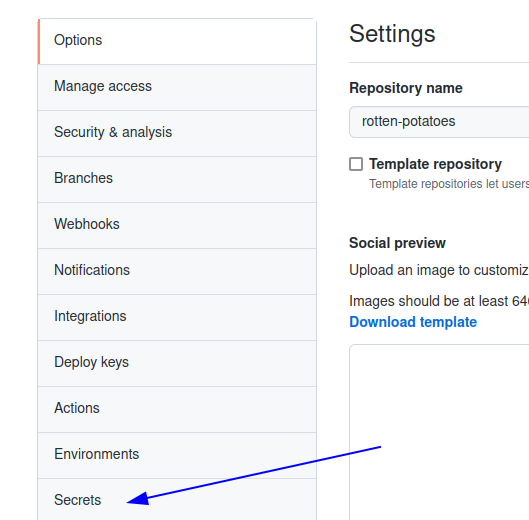 Options
Manage access
Security & analysis
Branches
Webhooks
Notifications
Integrations
Deploy keys
Actions
Environments
Secrets
Settings
Repository name
rotten-potatoes
Template repository
Template repositories let users
Social preview
Upload an image to customiz
Images should be at least 640
Download template